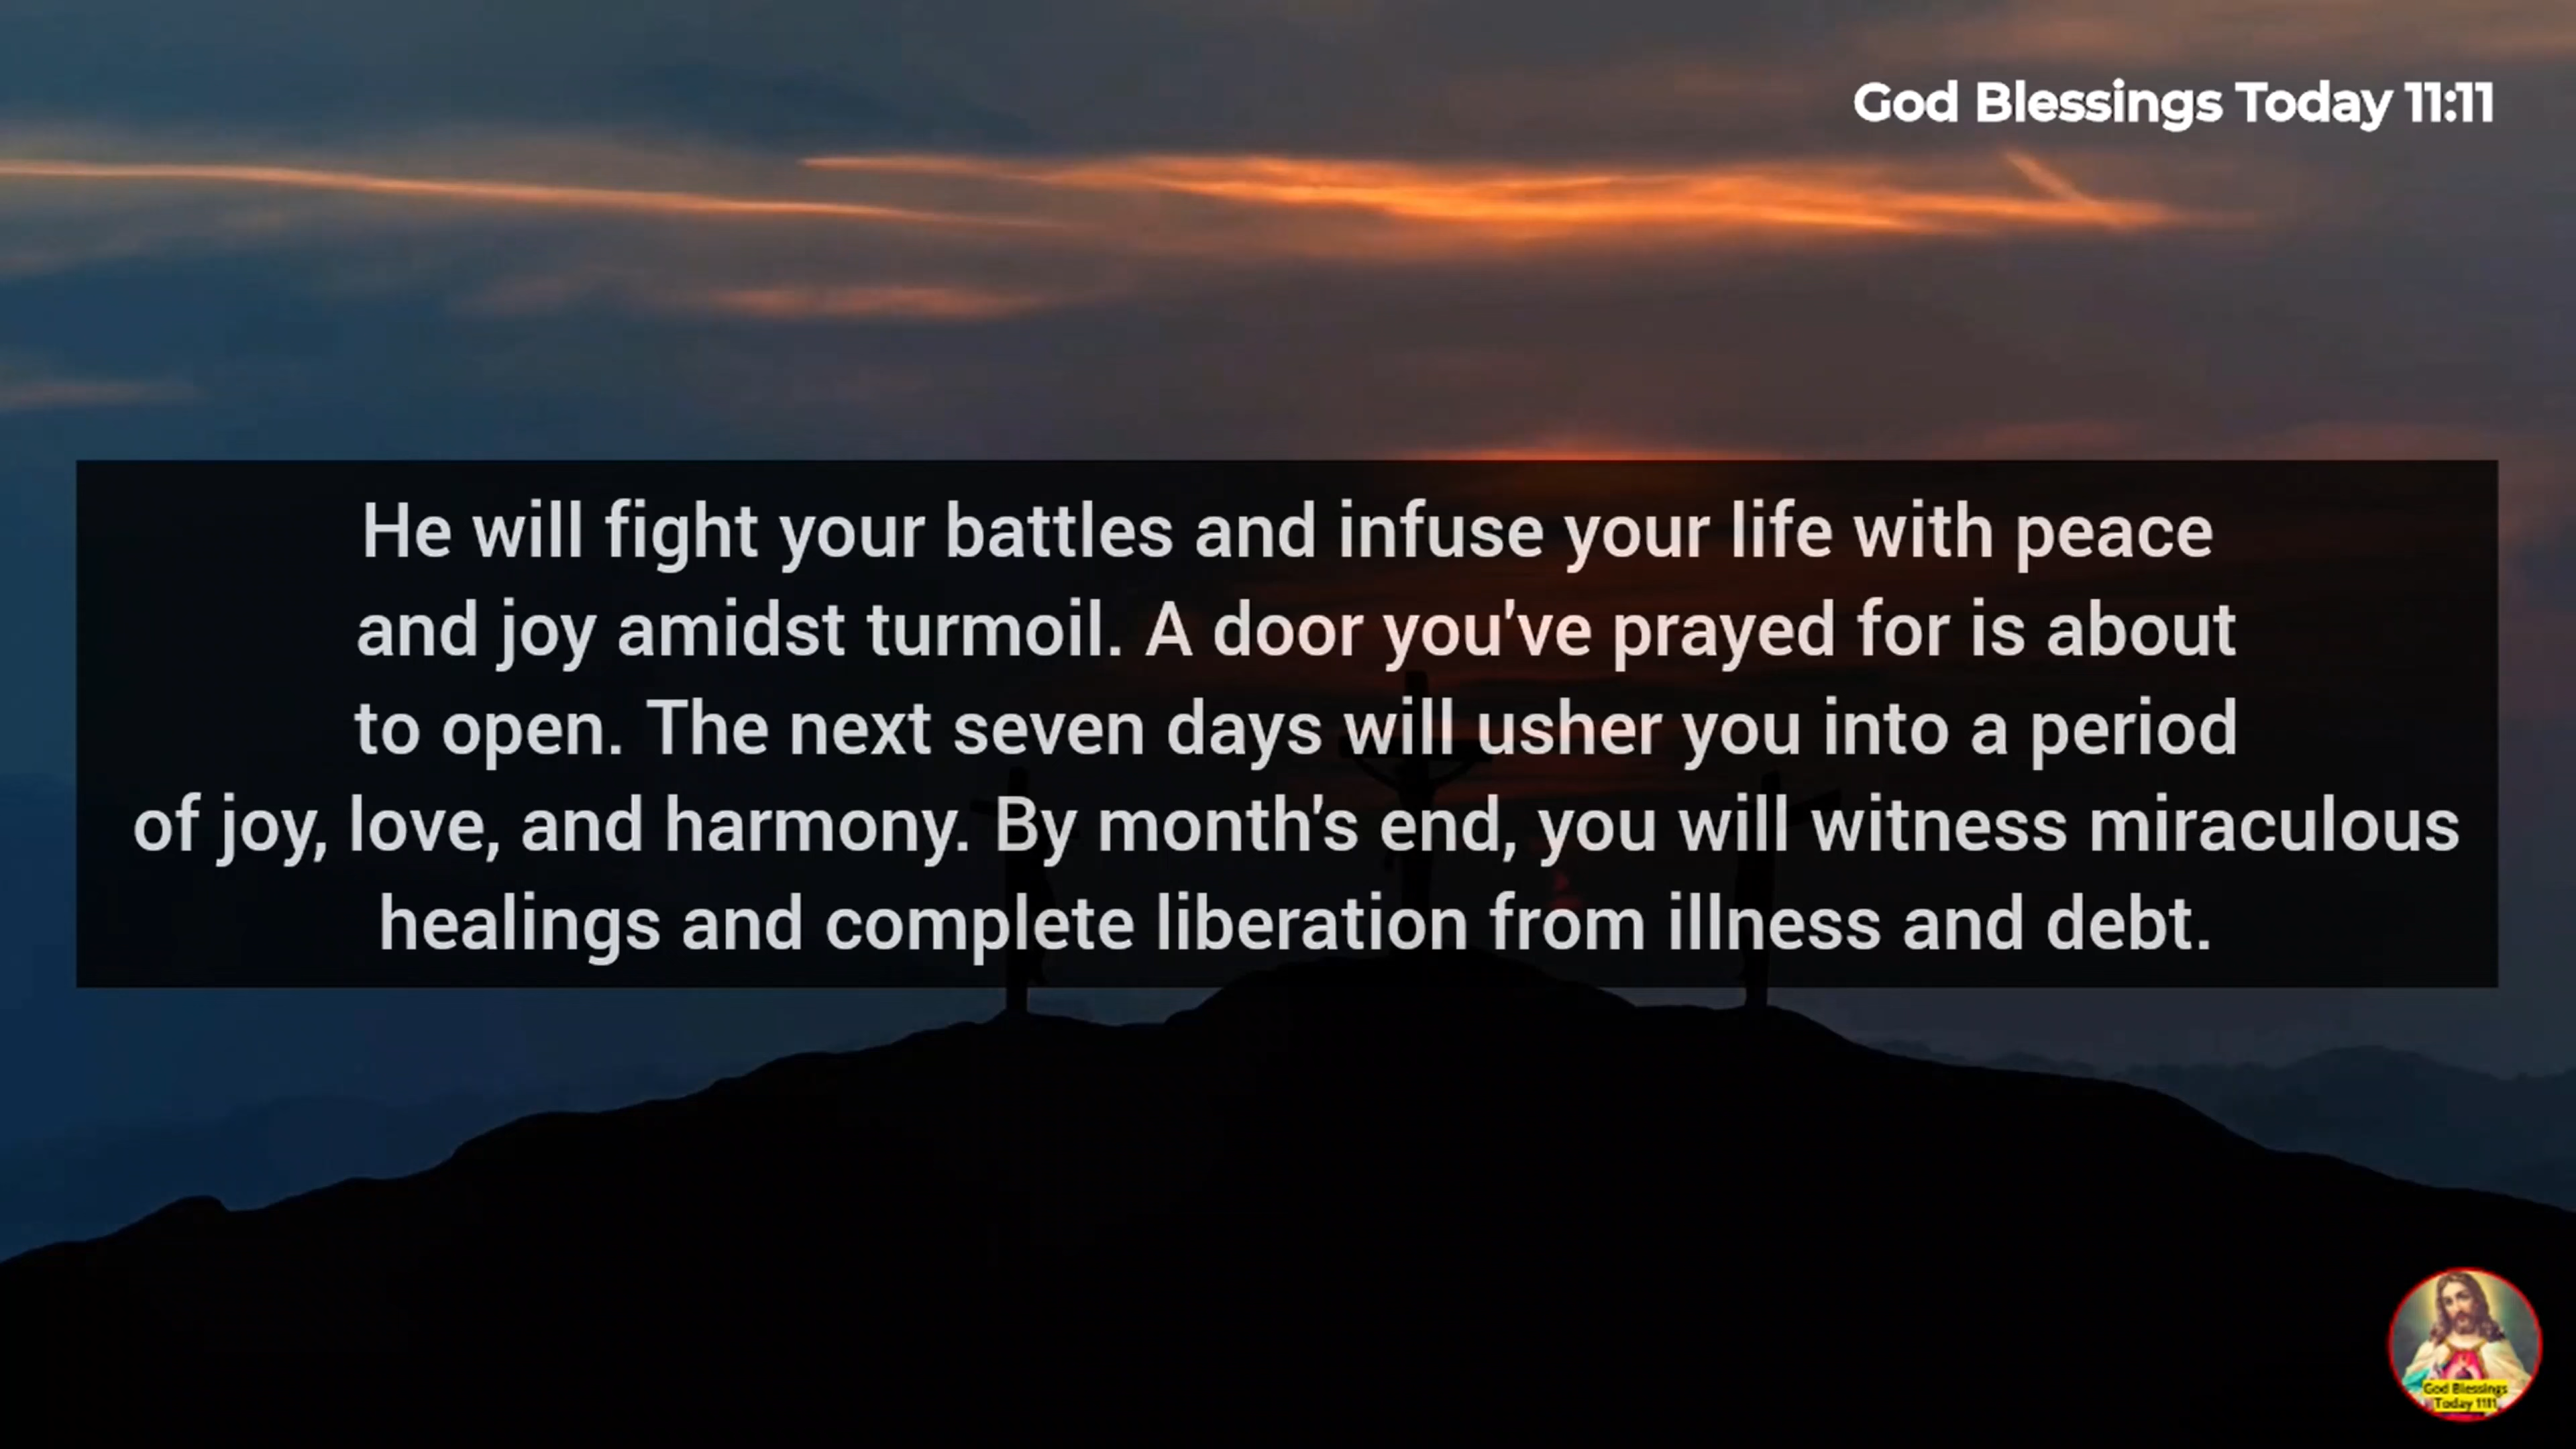 God Blessings Today 11:11
He will fight your battles and infuse your life with peace
and joy amidst turmoil. A door you've prayed for is about
to open. The next seven days will usher you into a period
of joy, love, and harmony. By month's end, you will witness miraculous
healings and complete liberation from illness and debt.
God Blessings
Today 1111